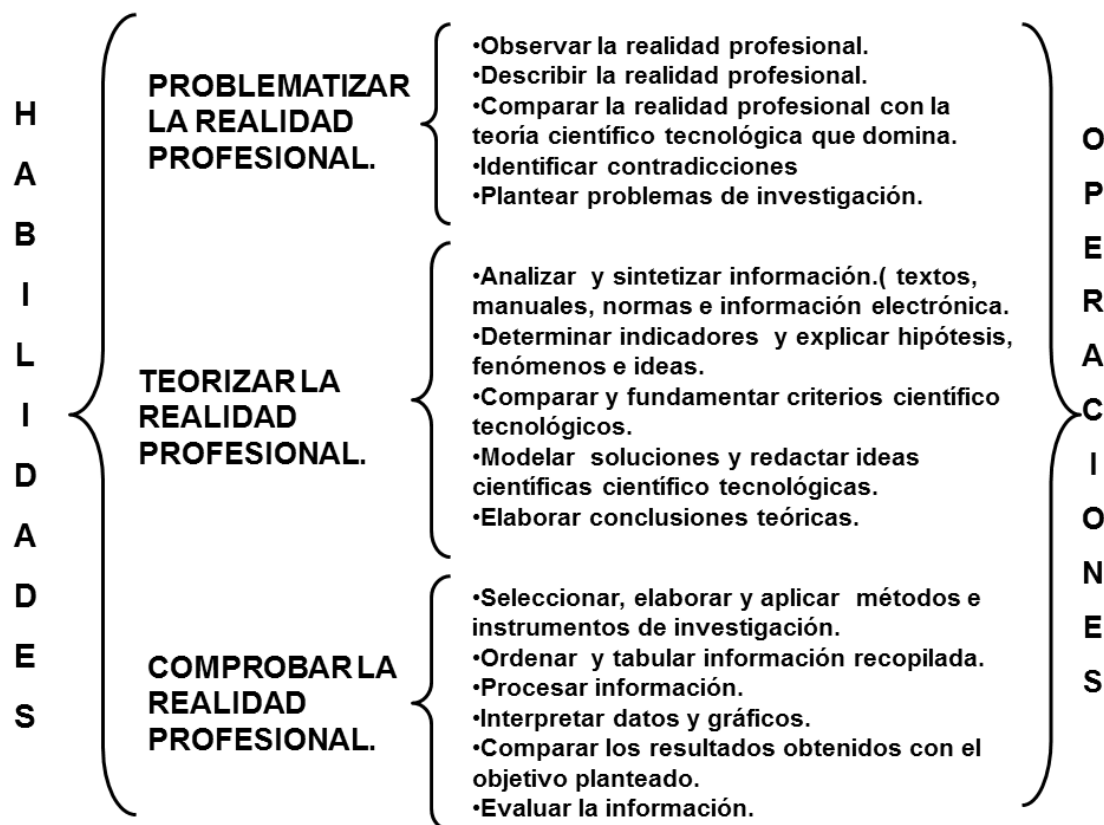 HABILIDADES
PROBLEMATIZAR
LA REALIDAD
PROFESIONAL.
•Observar la realidad profesional.
•Describir la realidad profesional.
•Comparar la realidad profesional con la
teoría científico tecnológica que domina.
•Identificar contradicciones
•Plantear problemas de investigación.
TEORIZAR LA
REALIDAD
PROFESIONAL.
•Analizar y sintetizar información.( textos,
manuales, normas e información electrónica.
•Determinar indicadores y explicar hipótesis,
fenómenos e ideas.
•Comparar y fundamentar criterios científico
tecnológicos.
•Modelar soluciones y redactar ideas
científicas científico tecnológicas.
•Elaborar conclusiones teóricas.
COMPROBAR LA
REALIDAD
PROFESIONAL.
•Seleccionar, elaborar y aplicar métodos e
instrumentos de investigación.
•Ordenar y tabular información recopilada.
•Procesar información.
•Interpretar datos y gráficos.
•Comparar los resultados obtenidos con el
objetivo planteado.
•Evaluar la información.
OPERACIONES